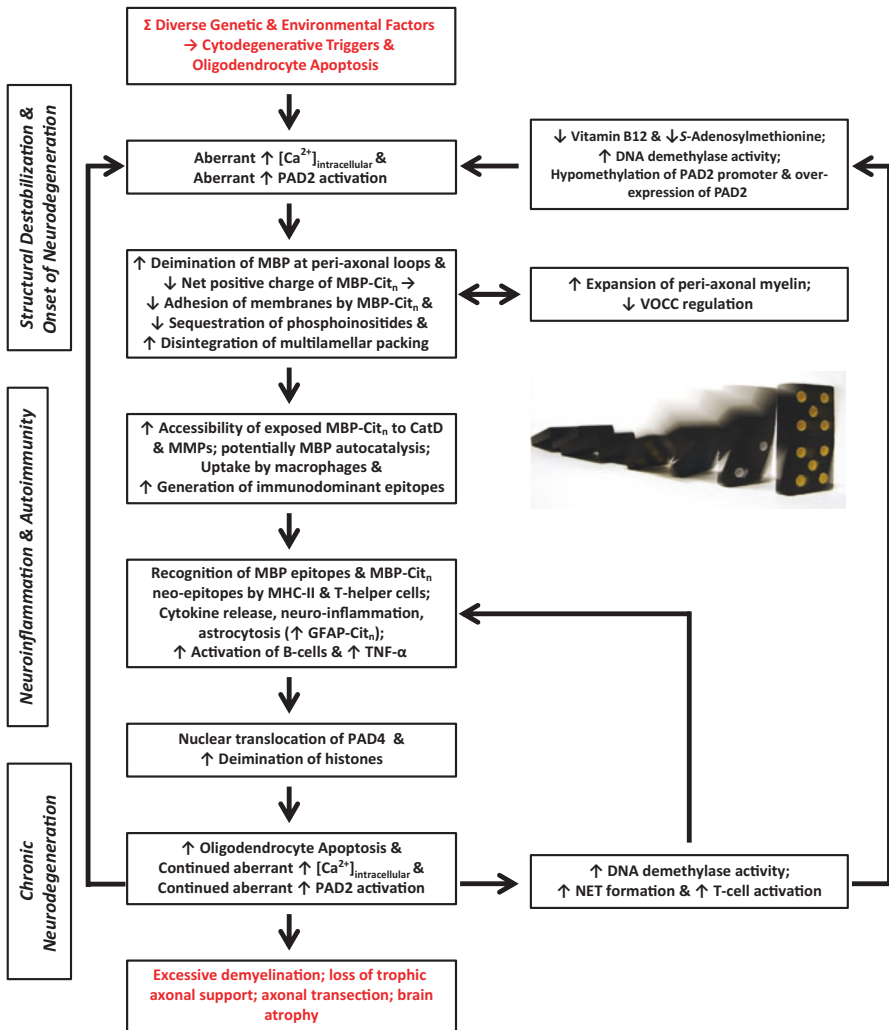 Σ Diverse Genetic & Environmental Factors
→ Cytodegenerative Triggers &
Oligodendrocyte Apoptosis
Structural Destabilization &
Onset of Neurodegeneration
Aberrant ↑ [Ca²⁺]intracellular &
Aberrant ↑ PAD2 activation
↓ Vitamin B12 & ↓S-Adenosylmethionine;
↑ DNA demethylase activity;
Hypomethylation of PAD2 promoter & over-
expression of PAD2
↑ Deimination of MBP at peri-axonal loops &
↓ Net positive charge of MBP-Citn →
↓ Adhesion of membranes by MBP-Citn &
↓ Sequestration of phosphoinositides &
↑ Disintegration of multilamellar packing
↑ Expansion of peri-axonal myelin;
↓ VOCC regulation
Neuroinflammation & Autoimmunity
↑ Accessibility of exposed MBP-Citn to CatD
& MMPs; potentially MBP autocatalysis;
Uptake by macrophages &
↑ Generation of immunodominant epitopes
Recognition of MBP epitopes & MBP-Citn
neo-epitopes by MHC-II & T-helper cells;
Cytokine release, neuro-inflammation,
astrocytosis (↑ GFAP-Citn);
↑ Activation of B-cells & ↑ TNF-α
Nuclear translocation of PAD4 &
↑ Deimination of histones
Chronic
Neurodegeneration
↑ Oligodendrocyte Apoptosis &
Continued aberrant ↑ [Ca²⁺]intracellular &
Continued aberrant ↑ PAD2 activation
↑ DNA demethylase activity;
↑ NET formation & ↑ T-cell activation
Excessive demyelination; loss of trophic
axonal support; axonal transection; brain
atrophy